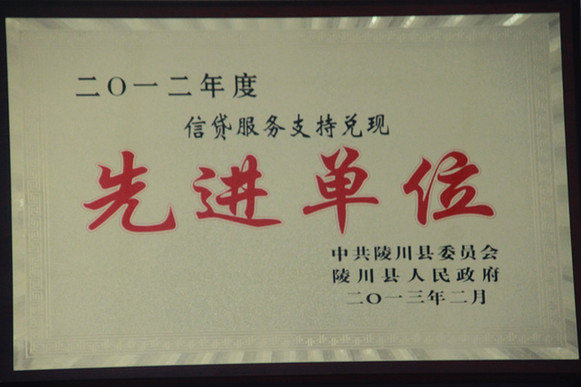 二〇一二年度
信贷服务支持兑现
先进单位
中共陵川县委员会
陵川县人民政府
二〇一三年二月